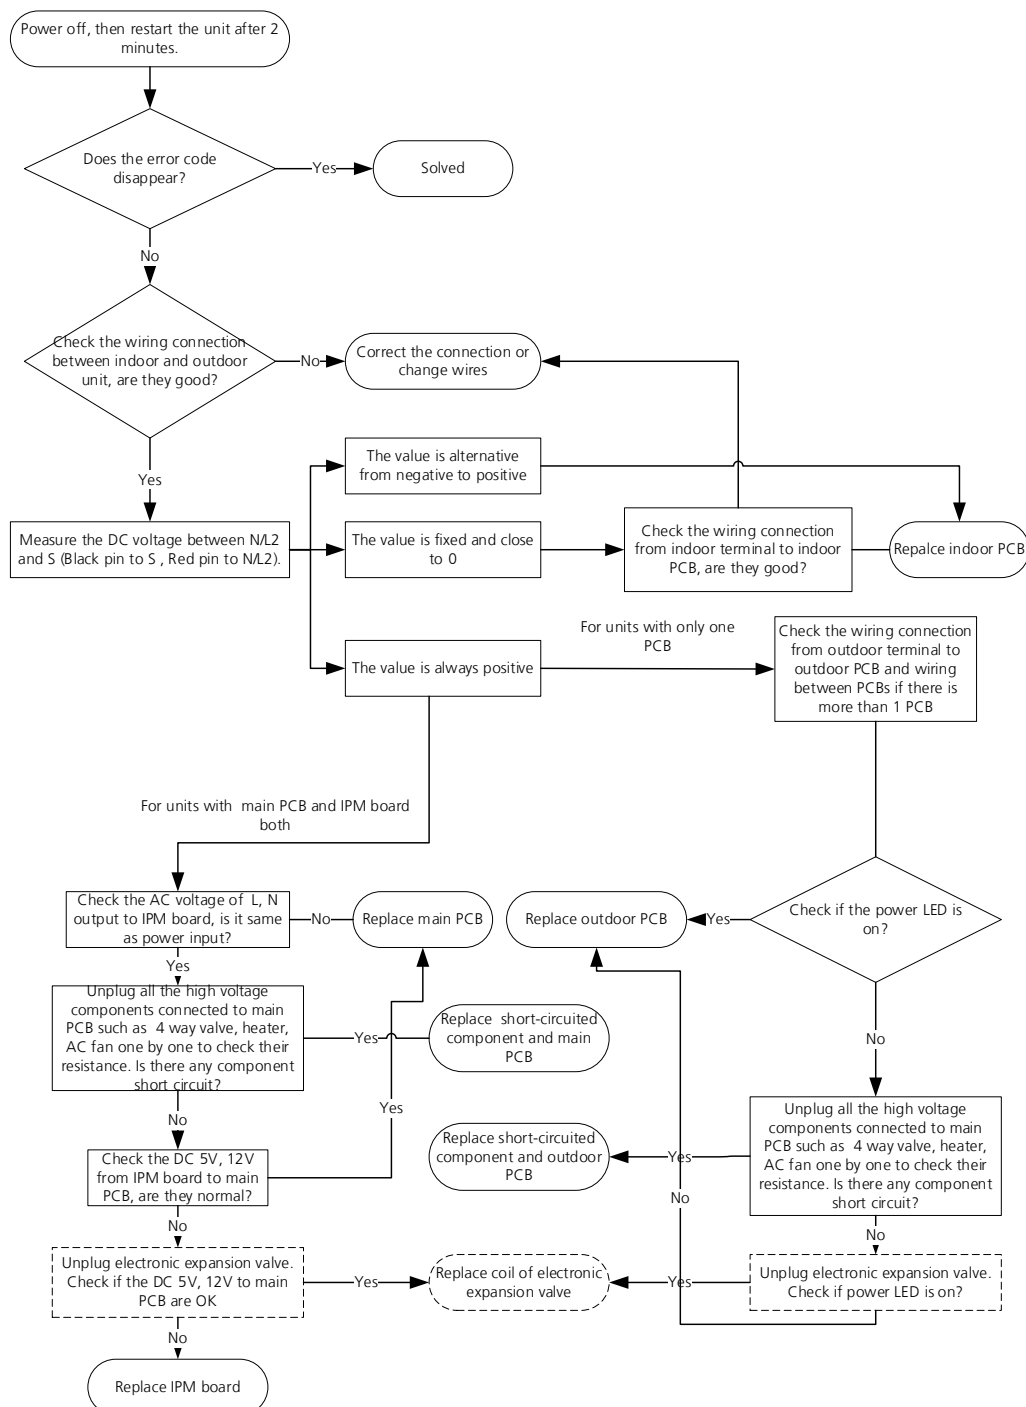 Power off, then restart the unit after 2
minutes.
Does the error code
disappear?
Yes
Solved
No
Check the wiring connection
between indoor and outdoor
unit, are they good?
No
Correct the connection or
change wires
Yes
The value is alternative
from negative to positive
Measure the DC voltage between N/L2
and S (Black pin to S , Red pin to N/L2).
The value is fixed and close
to 0
Check the wiring connection
from indoor terminal to indoor
PCB, are they good?
Repalce indoor PCB
The value is always positive
For units with only one
PCB
Check the wiring connection
from outdoor terminal to
outdoor PCB and wiring
between PCBs if there is
more than 1 PCB
For units with main PCB and IPM board
both
Check the AC voltage of L, N
output to IPM board, is it same
as power input?
No
Replace main PCB
Replace outdoor PCB
Yes
Check if the power LED is
on?
Yes
Unplug all the high voltage
components connected to main
PCB such as 4 way valve, heater,
AC fan one by one to check their
resistance. Is there any component
short circuit?
Yes
Replace short-circuited
component and main
PCB
No
No
Yes
Check the DC 5V, 12V
from IPM board to main
PCB, are they normal?
Replace short-circuited
component and outdoor
PCB
Yes
Unplug all the high voltage
components connected to main
PCB such as 4 way valve, heater,
AC fan one by one to check their
resistance. Is there any component
short circuit?
No
No
No
Unplug electronic expansion valve.
Check if the DC 5V, 12V to main
PCB are OK
Yes
Replace coil of electronic
expansion valve
Yes
Unplug electronic expansion valve.
Check if power LED is on?
No
Replace IPM board